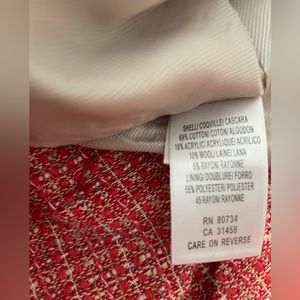 SHELL/COQUILLE/CASCARA
69% COTTON/COTON/ALGODON
16% ACRYLIC/ACRYLIQUE/ACRILICO
10% WOOL/LAINE/LANA
5% RAYON/RAYONNE
LINING/DOUBLURE/FORRO
55% POLYESTER/POLIESTER
45 RAYON/RAYONNE
RN 80734
CA 31458
CARE ON REVERSE